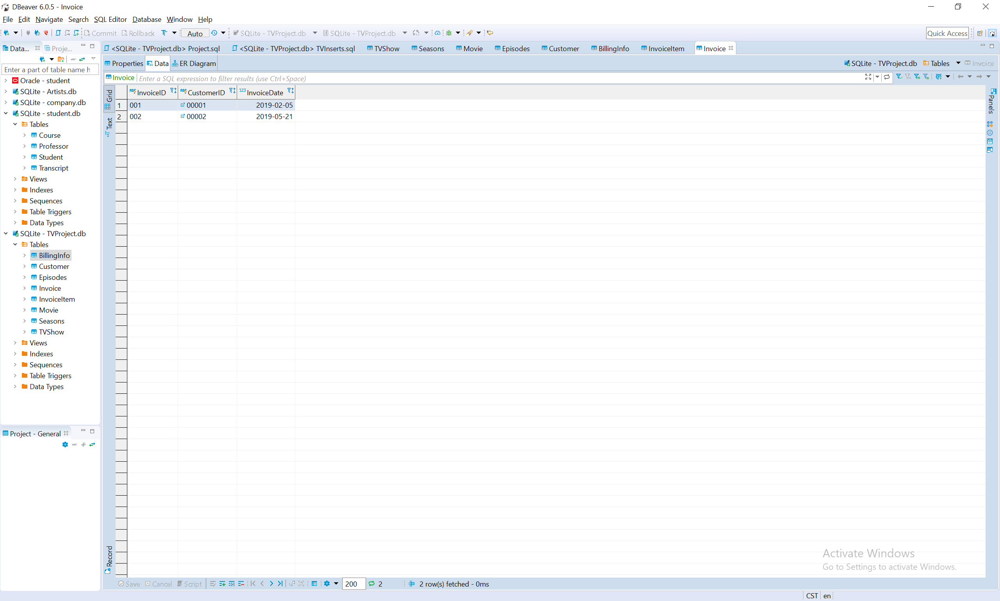 DBeaver 6.0.5 - Invoice
File Edit Navigate Search SQL Editor Database Window Help
Commit Rollback Auto SQLite - TVProject.db SQLite - TVProject.db Quick Access
Data... Proje... <SQLite - TVProject.db> Project.sql <SQLite - TVProject.db> TVInserts.sql TVShow Seasons Movie Episodes Customer BillingInfo InvoiceItem Invoice
Properties Data ER Diagram SQLite - TVProject.db Tables Invoice
Enter a part of table name h
Oracle - student
SQLite - Artists.db
SQLite - company.db
SQLite - student.db
Tables
Course
Professor
Student
Transcript
Views
Indexes
Sequences
Table Triggers
Data Types
SQLite - TVProject.db
Tables
BillingInfo
Customer
Episodes
Invoice
InvoiceItem
Movie
Seasons
TVShow
Views
Indexes
Sequences
Table Triggers
Data Types
Project - General
Invoice Enter a SQL expression to filter results (use Ctrl+Space)
Grid
Text
Record
ABC InvoiceID ABC CustomerID 123 InvoiceDate
1 001 00001 2019-02-05
2 002 00002 2019-05-21
Panels
Activate Windows
Go to Settings to activate Windows.
Save Cancel Script 200 2 2 row(s) fetched - 0ms
CST en